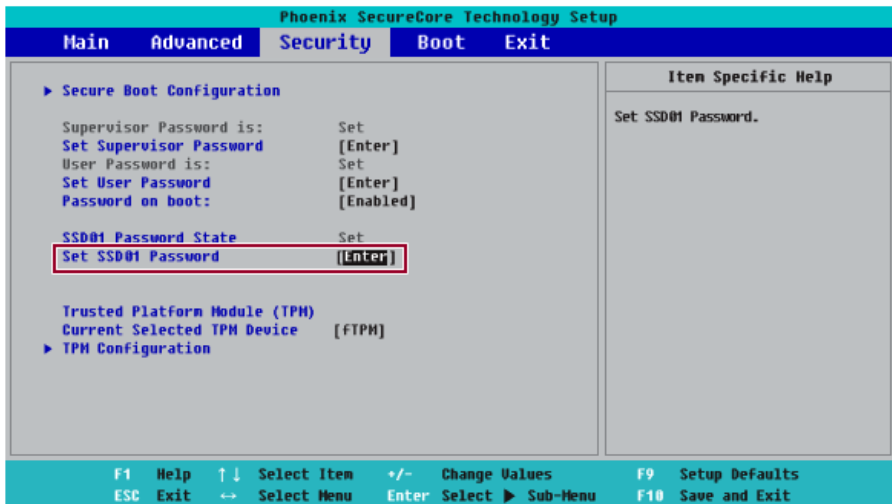 Phoenix SecureCore Technology Setup
Main Advanced Security Boot Exit
Item Specific Help
▶ Secure Boot Configuration
Set SSD01 Password.
Supervisor Password is: Set
Set Supervisor Password [Enter]
User Password is: Set
Set User Password [Enter]
Password on boot: [Enabled]
SSD01 Password State Set
Set SSD01 Password [Enter]
Trusted Platform Module (TPM)
Current Selected TPM Device [fTPM]
▶ TPM Configuration
F1 Help ↑↓ Select Item +/- Change Values F9 Setup Defaults
ESC Exit ↔ Select Menu Enter Select ▶ Sub-Menu F10 Save and Exit